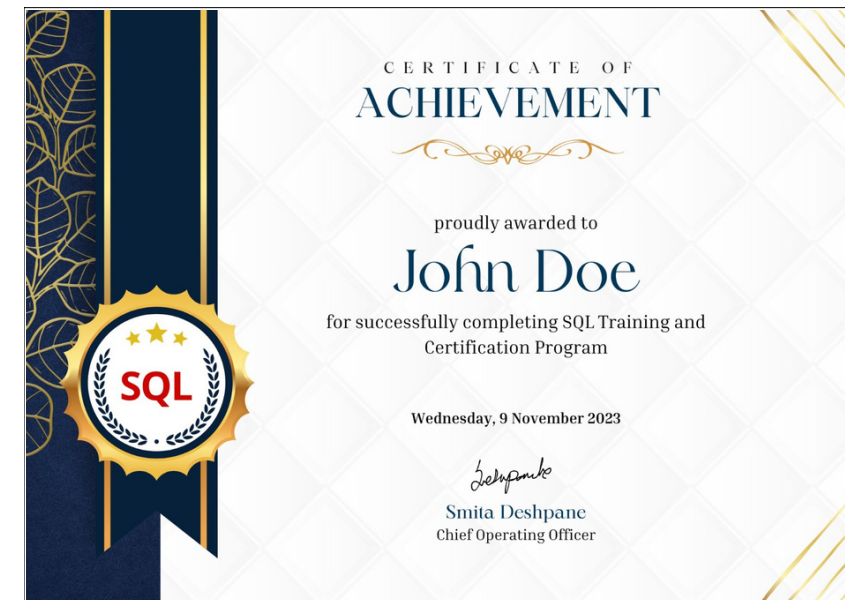 CERTIFICATE OF
ACHIEVEMENT
proudly awarded to
John Doe
for successfully completing SQL Training and
Certification Program
SQL
Wednesday, 9 November 2023
Smita Deshpane
Chief Operating Officer